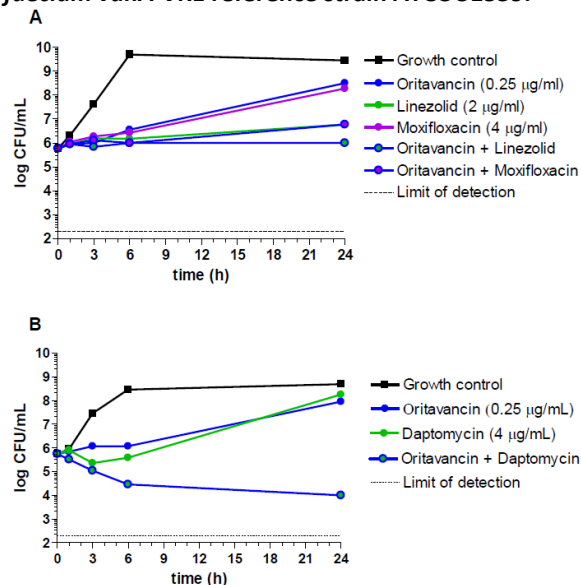 VRE reference strain
A
10
9
8
7
6
5
4
3
2
log CFU/mL
0 3 6 9 12 15 18 21 24
time (h)
Growth control
Oritavancin (0.25 µg/ml)
Linezolid (2 µg/ml)
Moxifloxacin (4 µg/ml)
Oritavancin + Linezolid
Oritavancin + Moxifloxacin
Limit of detection
B
10
9
8
7
6
5
4
3
2
log CFU/mL
0 3 6 9 12 15 18 21 24
time (h)
Growth control
Oritavancin (0.25 µg/mL)
Daptomycin (4 µg/mL)
Oritavancin + Daptomycin
Limit of detection